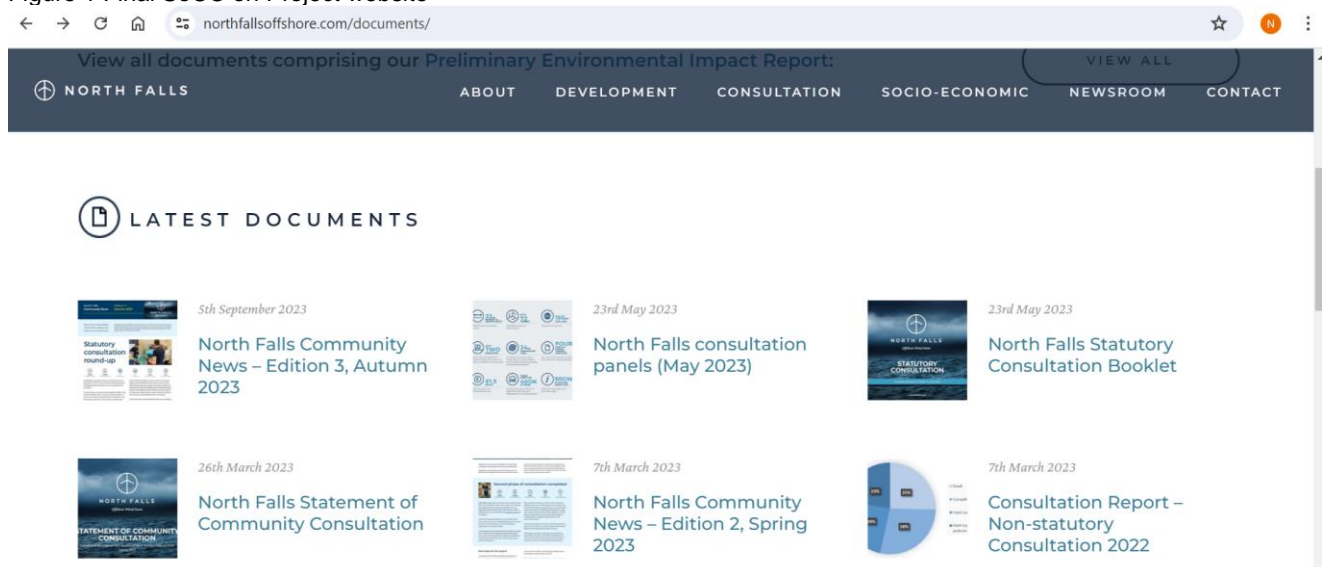 northfallsoffshore.com/documents/
N
View all documents comprising our Preliminary Environmental Impact Report:
VIEW ALL
NORTH FALLS
ABOUT
DEVELOPMENT
CONSULTATION
SOCIO-ECONOMIC
NEWSROOM
CONTACT
LATEST DOCUMENTS
Statutory
consultation
round-up
5th September 2023
North Falls Community
News – Edition 3, Autumn
2023
23rd May 2023
North Falls consultation
panels (May 2023)
NORTH FALLS
STATUTORY
CONSULTATION
23rd May 2023
North Falls Statutory
Consultation Booklet
NORTH FALLS
STATEMENT OF COMMUNITY
CONSULTATION
26th March 2023
North Falls Statement of
Community Consultation
Second phase of consultation completed
7th March 2023
North Falls Community
News – Edition 2, Spring
2023
7th March 2023
Consultation Report –
Non-statutory
Consultation 2022